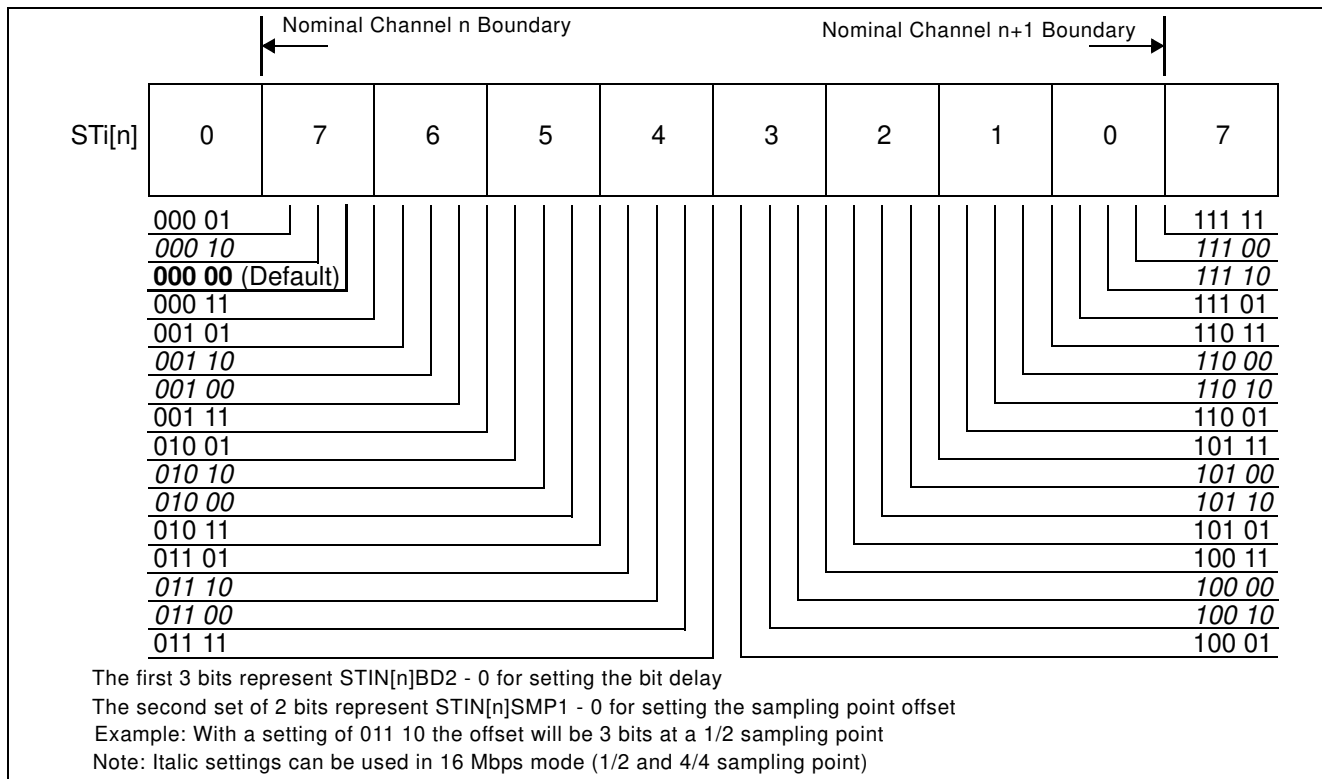 Nominal Channel n Boundary Nominal Channel n+1 Boundary
STi[n] 0 7 6 5 4 3 2 1 0 7
000 01 111 11
000 10 111 00
000 00 (Default) 111 10
000 11 111 01
001 01 110 11
001 10 110 00
001 00 110 10
001 11 110 01
010 01 101 11
010 10 101 00
010 00 101 10
010 11 101 01
011 01 100 11
011 10 100 00
011 00 100 10
011 11 100 01
The first 3 bits represent STIN[n]BD2 - 0 for setting the bit delay
The second set of 2 bits represent STIN[n]SMP1 - 0 for setting the sampling point offset
Example: With a setting of 011 10 the offset will be 3 bits at a 1/2 sampling point
Note: Italic settings can be used in 16 Mbps mode (1/2 and 4/4 sampling point)